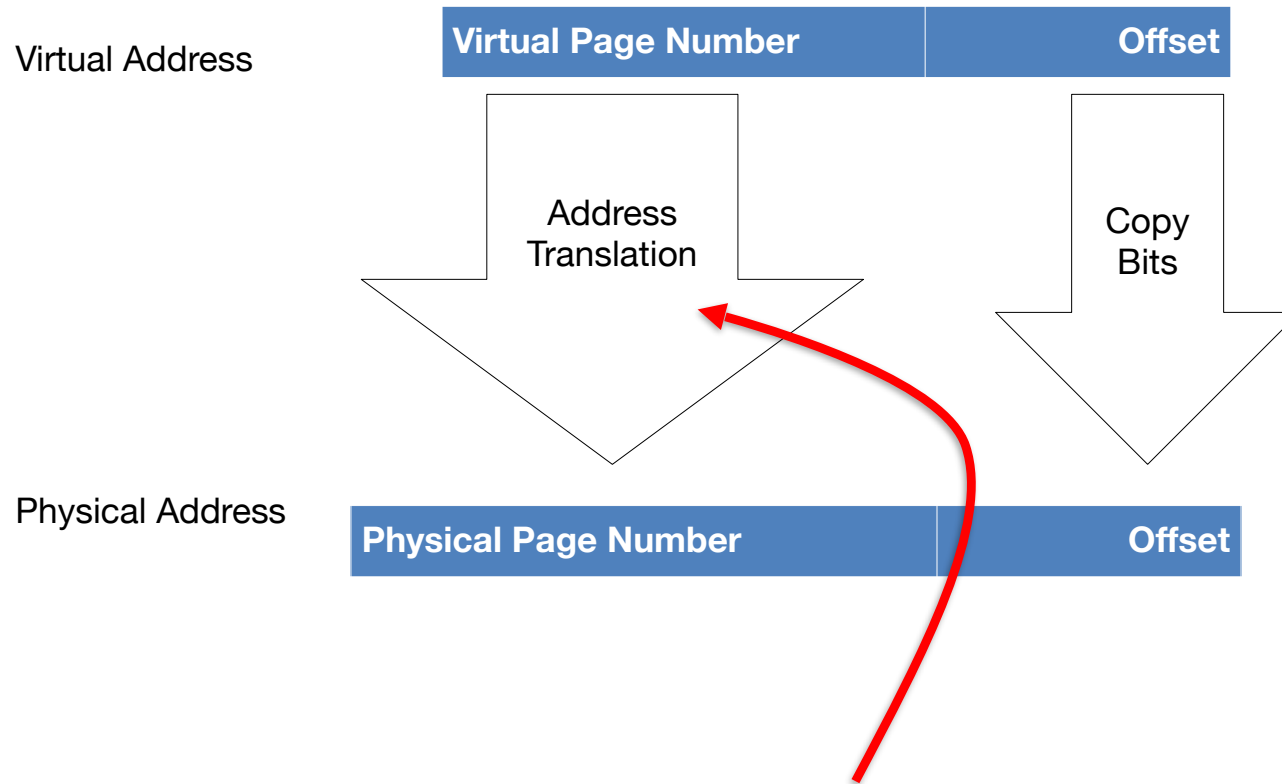 Virtual Address
Virtual Page Number
Offset
Address
Translation
Copy
Bits
Physical Address
Physical Page Number
Offset